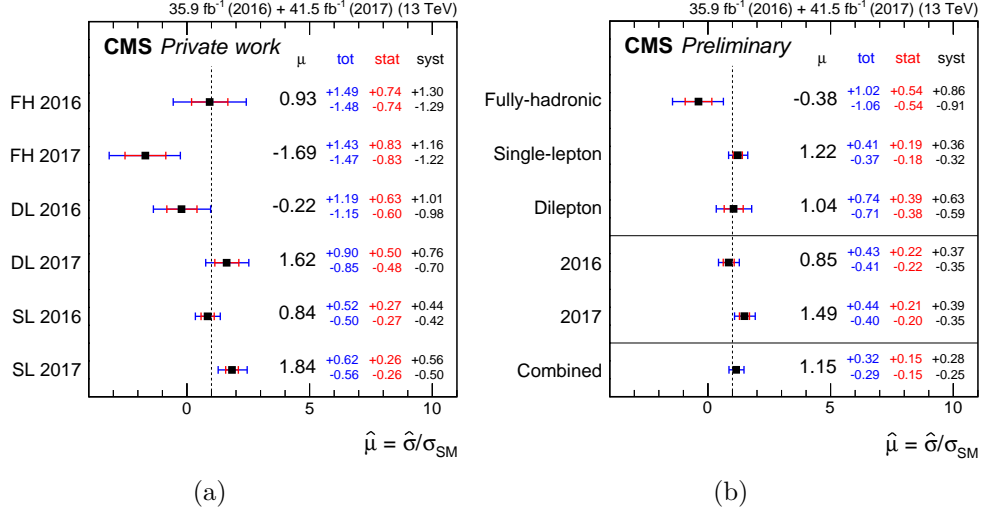 35.9 fb⁻¹ (2016) + 41.5 fb⁻¹ (2017) (13 TeV)
CMS Private work
μ tot stat syst
FH 2016 0.93 +1.49 -1.48 +0.74 -0.74 +1.30 -1.29
FH 2017 -1.69 +1.43 -1.47 +0.83 -0.83 +1.16 -1.22
DL 2016 -0.22 +1.19 -1.15 +0.63 -0.60 +1.01 -0.98
DL 2017 1.62 +0.90 -0.85 +0.50 -0.48 +0.76 -0.70
SL 2016 0.84 +0.52 -0.50 +0.27 -0.27 +0.44 -0.42
SL 2017 1.84 +0.62 -0.56 +0.26 -0.26 +0.56 -0.50
0 5 10
μ̂ = σ̂/σ_SM
(a)
35.9 fb⁻¹ (2016) + 41.5 fb⁻¹ (2017) (13 TeV)
CMS Preliminary
μ tot stat syst
Fully-hadronic -0.38 +1.02 -1.06 +0.54 -0.54 +0.86 -0.91
Single-lepton 1.22 +0.41 -0.37 +0.19 -0.18 +0.36 -0.32
Dilepton 1.04 +0.74 -0.71 +0.39 -0.38 +0.63 -0.59
2016 0.85 +0.43 -0.41 +0.22 -0.22 +0.37 -0.35
2017 1.49 +0.44 -0.40 +0.21 -0.20 +0.39 -0.35
Combined 1.15 +0.32 -0.29 +0.15 -0.15 +0.28 -0.25
0 5 10
μ̂ = σ̂/σ_SM
(b)